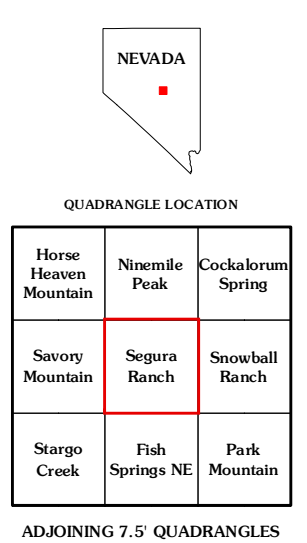 NEVADA
QUADRANGLE LOCATION
Horse
Heaven
Mountain
Ninemile
Peak
Cockalorum
Spring
Savory
Mountain
Segura
Ranch
Snowball
Ranch
Stargo
Creek
Fish
Springs NE
Park
Mountain
ADJOINING 7.5' QUADRANGLES